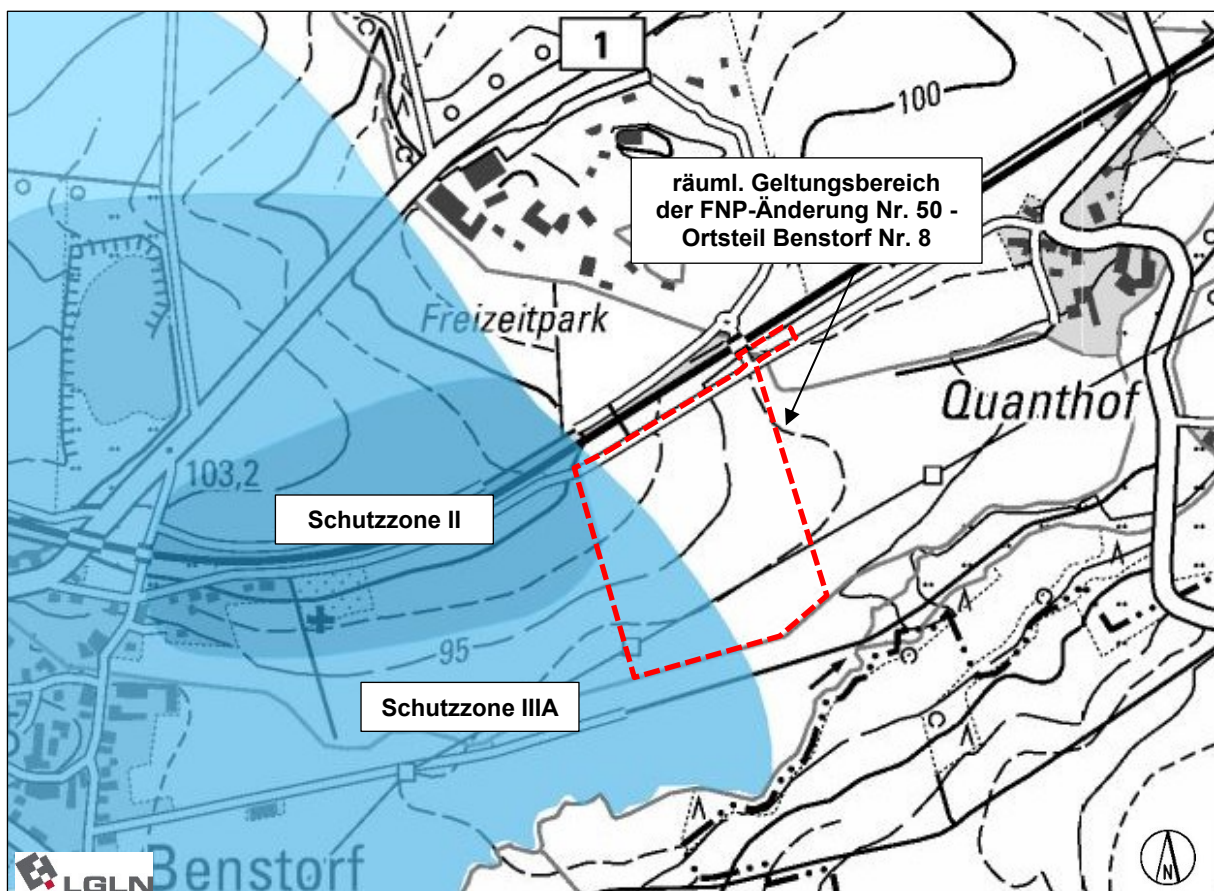 1
100
räuml. Geltungsbereich
der FNP-Änderung Nr. 50 -
Ortsteil Benstorf Nr. 8
Freizeitpark
Quanthof
103,2
Schutzzone II
95
Schutzzone IIIA
Benstorf
LGLN
N